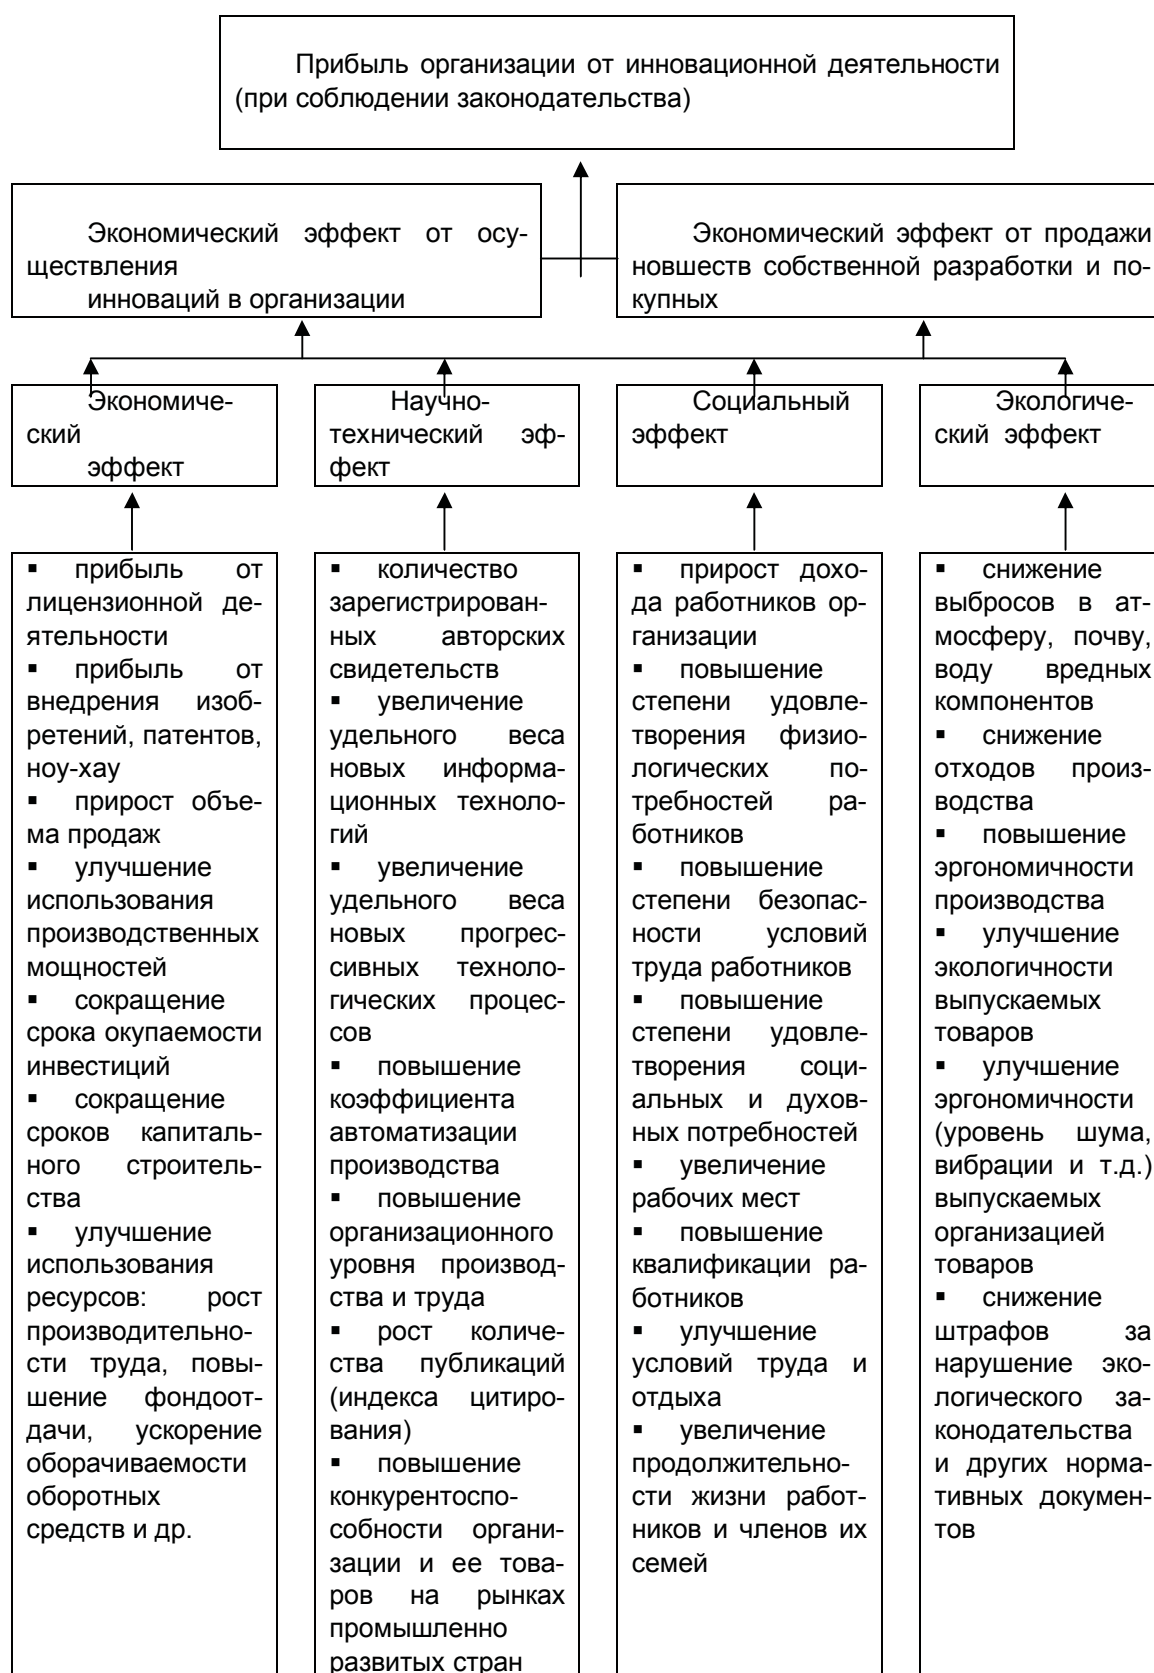 Прибыль организации от инновационной деятельности
(при соблюдении законодательства)
Экономический эффект от осу-
ществления
инноваций в организации
Экономический эффект от продажи
новшеств собственной разработки и по-
купных
Экономиче-
ский
эффект
Научно-
технический эф-
фект
Социальный
эффект
Экологиче-
ский эффект
▪ прибыль от
лицензионной де-
ятельности
▪ прибыль от
внедрения изоб-
ретений, патентов,
ноу-хау
▪ прирост объе-
ма продаж
▪ улучшение
использования
производственных
мощностей
▪ сокращение
срока окупаемости
инвестиций
▪ сокращение
сроков капиталь-
ного строитель-
ства
▪ улучшение
использования
ресурсов: рост
производительно-
сти труда, повы-
шение фондоот-
дачи, ускорение
оборачиваемости
оборотных
средств и др.
▪ количество
зарегистрирован-
ных авторских
свидетельств
▪ увеличение
удельного веса
новых информа-
ционных техноло-
гий
▪ увеличение
удельного веса
новых прогрес-
сивных техноло-
гических процес-
сов
▪ повышение
коэффициента
автоматизации
производства
▪ повышение
организационного
уровня производ-
ства и труда
▪ рост количе-
ства публикаций
(индекса цитиро-
вания)
▪ повышение
конкурентоспо-
собности органи-
зации и ее това-
ров на рынках
промышленно
развитых стран
▪ прирост дохо-
да работников ор-
ганизации
▪ повышение
степени удовле-
творения физио-
логических по-
требностей ра-
ботников
▪ повышение
степени безопас-
ности условий
труда работников
▪ повышение
степени удовле-
творения соци-
альных и духов-
ных потребностей
▪ увеличение
рабочих мест
▪ повышение
квалификации ра-
ботников
▪ улучшение
условий труда и
отдыха
▪ увеличение
продолжительно-
сти жизни работ-
ников и членов их
семей
▪ снижение
выбросов в ат-
мосферу, почву,
воду вредных
компонентов
▪ снижение
отходов произ-
водства
▪ повышение
эргономичности
производства
▪ улучшение
экологичности
выпускаемых
товаров
▪ улучшение
эргономичности
(уровень шума,
вибрации и т.д.)
выпускаемых
организацией
товаров
▪ снижение
штрафов за
нарушение эко-
логического за-
конодательства
и других норма-
тивных докумен-
тов